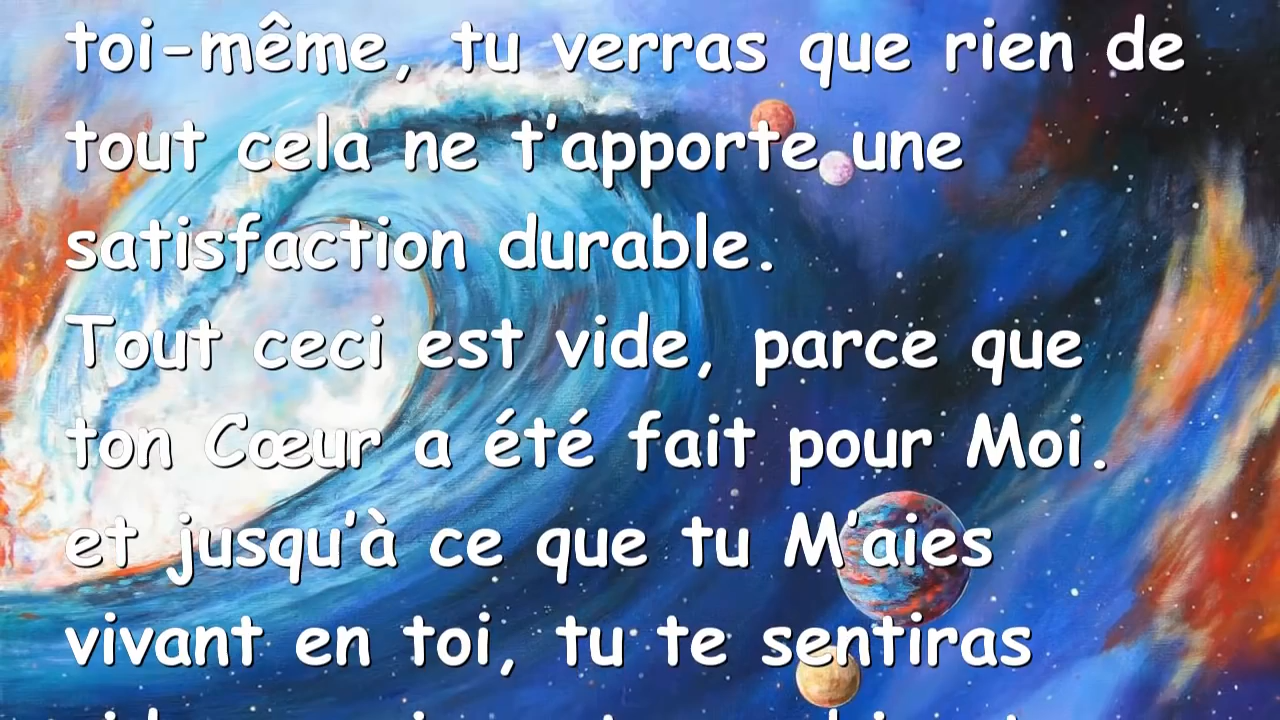 toi-même, tu verras que rien de
tout cela ne t'apporte une
satisfaction durable.
Tout ceci est vide, parce que
ton Cœur a été fait pour Moi.
et jusqu'à ce que tu M'aies
vivant en toi, tu te sentiras